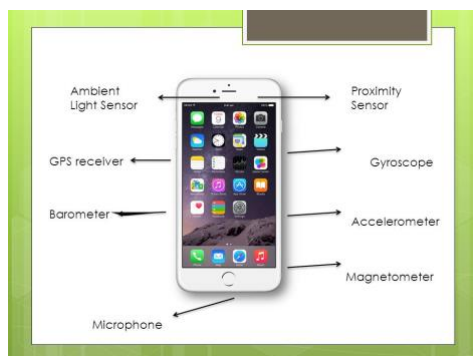 Ambient
Light Sensor
Proximity
Sensor
GPS receiver
Gyroscope
Barometer
Accelerometer
Magnetometer
Microphone